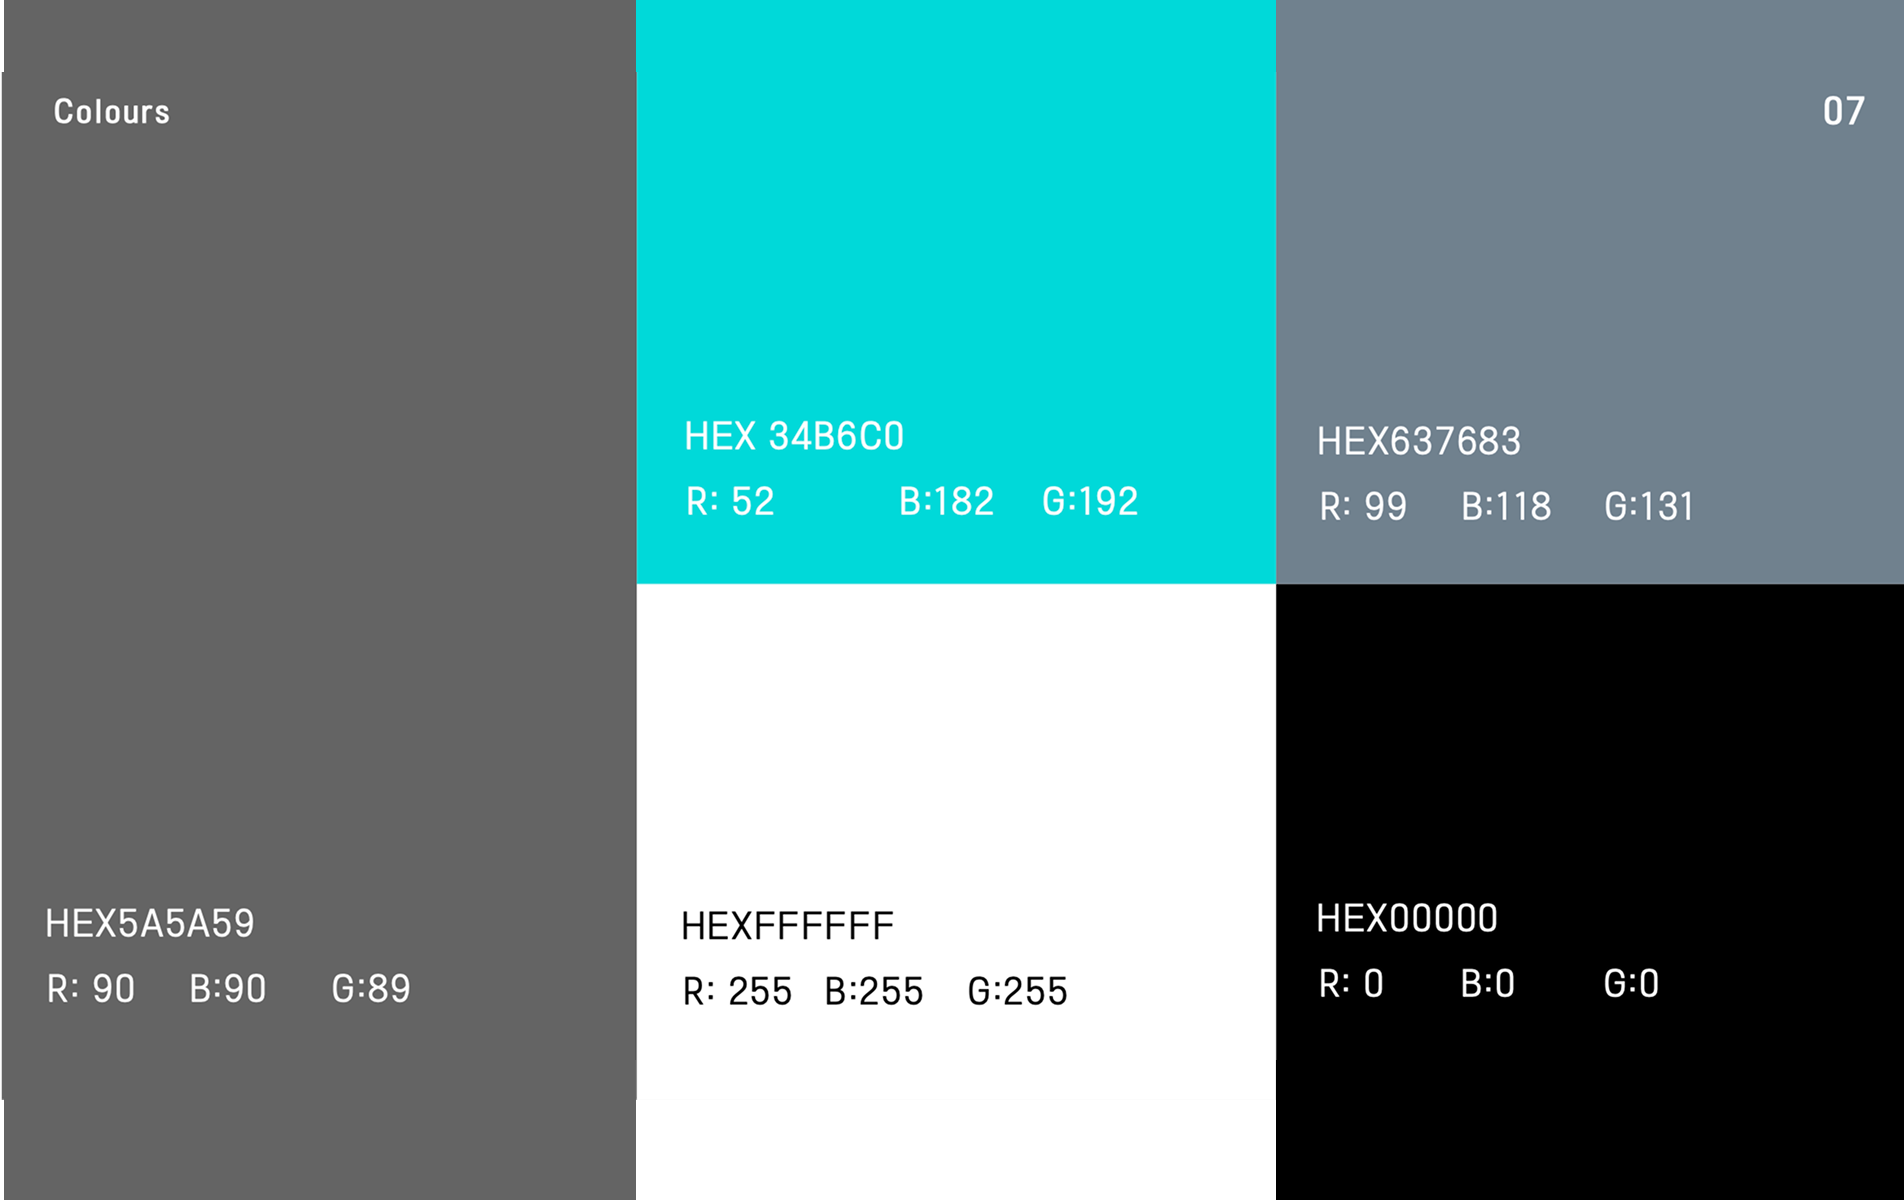 Colours
07
HEX 34B6C0
R: 52 B:182 G:192
HEX637683
R: 99 B:118 G:131
HEX5A5A59
R: 90 B:90 G:89
HEXFFFFFF
R: 255 B:255 G:255
HEX00000
R: 0 B:0 G:0